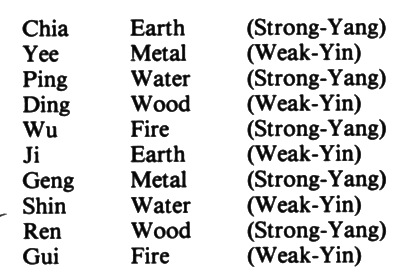 Chia Earth (Strong-Yang)
Yee Metal (Weak-Yin)
Ping Water (Strong-Yang)
Ding Wood (Weak-Yin)
Wu Fire (Strong-Yang)
Ji Earth (Weak-Yin)
Geng Metal (Strong-Yang)
Shin Water (Weak-Yin)
Ren Wood (Strong-Yang)
Gui Fire (Weak-Yin)